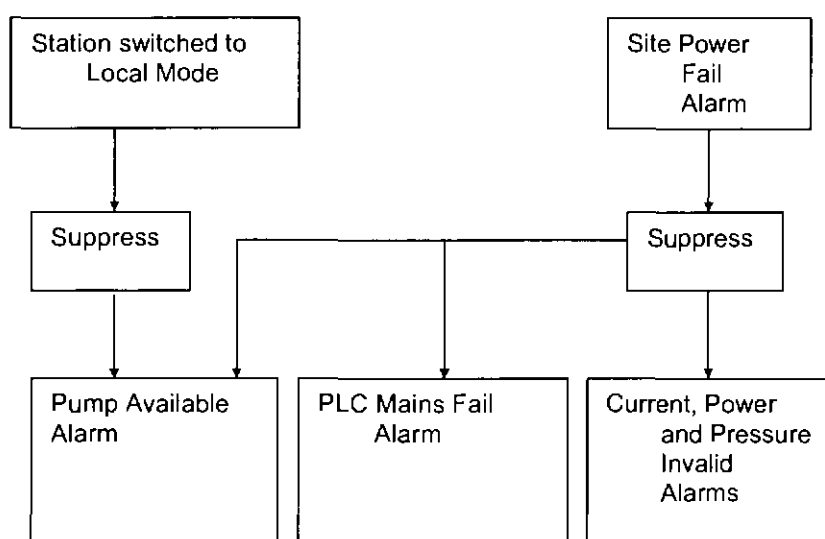 Station switched to
Local Mode
Site Power
Fail
Alarm
Suppress
Suppress
Pump Available
Alarm
PLC Mains Fail
Alarm
Current, Power
and Pressure
Invalid
Alarms